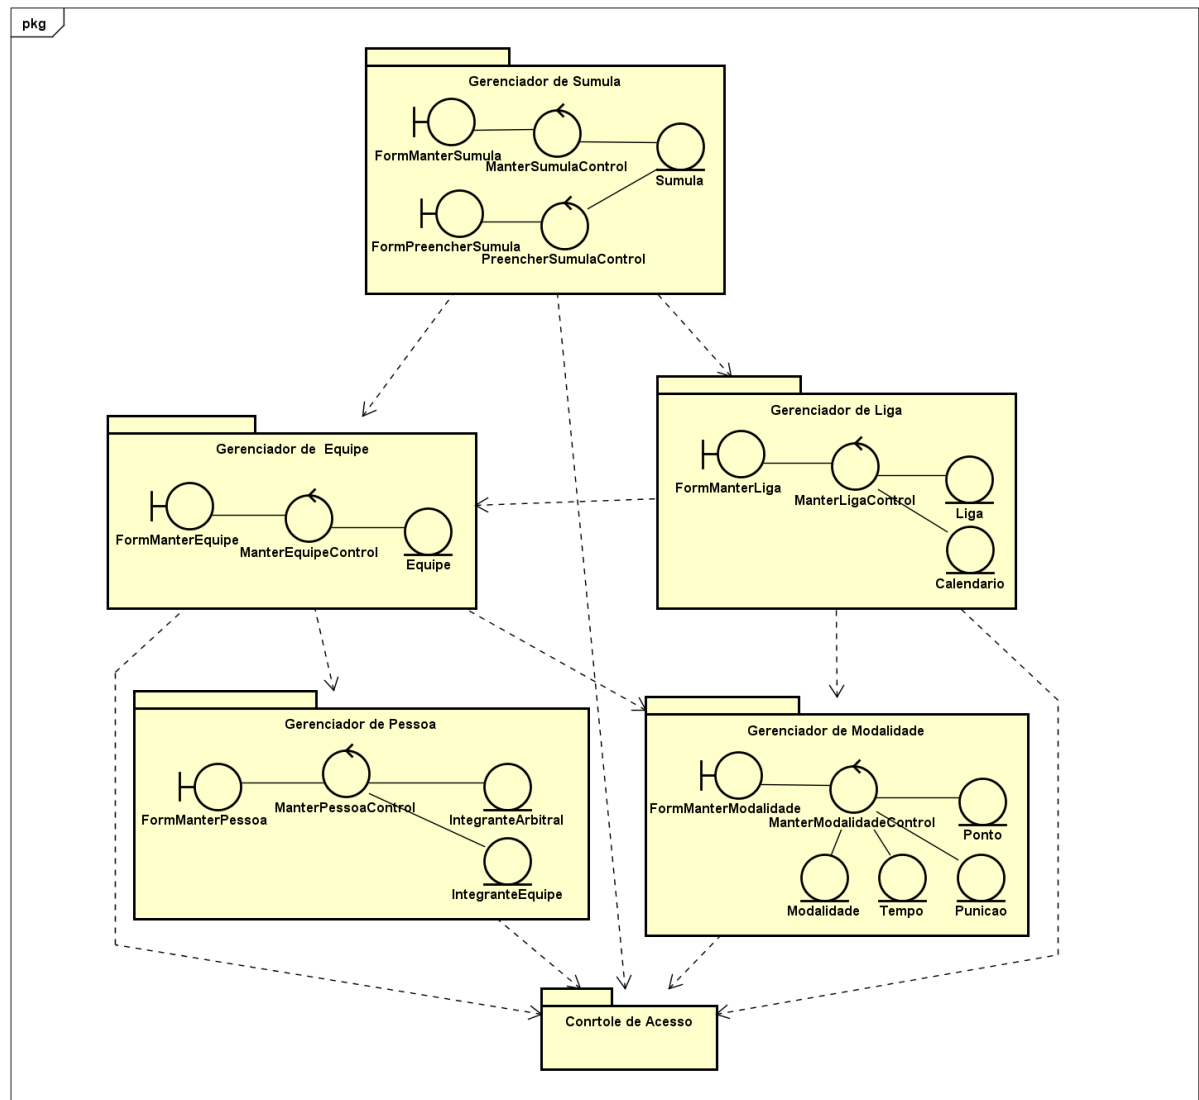 pkg
Gerenciador de Sumula
FormManterSumula
ManterSumulaControl
Sumula
FormPreencherSumula
PreencherSumulaControl
Gerenciador de Liga
FormManterLiga
ManterLigaControl
Liga
Calendario
Gerenciador de  Equipe
FormManterEquipe
ManterEquipeControl
Equipe
Gerenciador de Pessoa
FormManterPessoa
ManterPessoaControl
IntegranteArbitral
IntegranteEquipe
Gerenciador de Modalidade
FormManterModalidade
ManterModalidadeControl
Ponto
Modalidade
Tempo
Punicao
Conrtole de Acesso